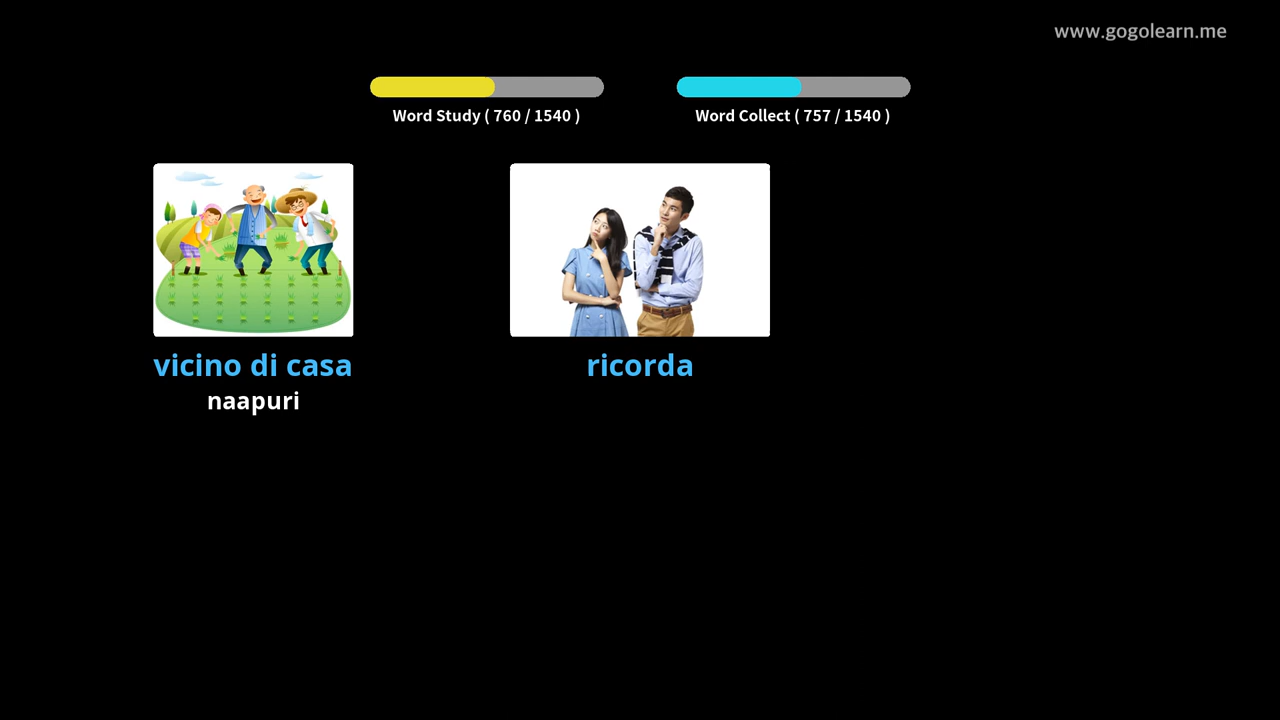 www.gogolearn.me
Word Study ( 760 / 1540 )
Word Collect ( 757 / 1540 )
vicino di casa
naapuri
ricorda